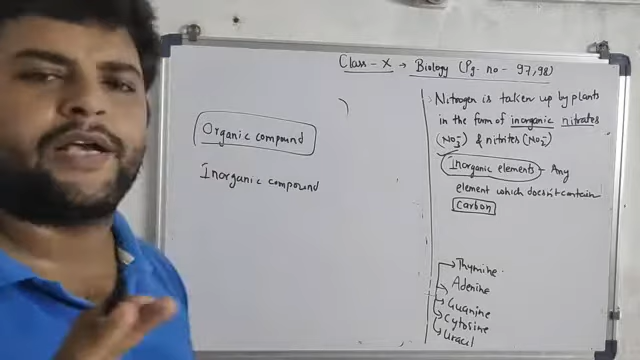 Class-X → Biology (Pg. no - 97,98)
Organic compound
Inorganic compound
Nitrogen is taken up by plants
in the form of inorganic nitrates
(NO3-) & nitrites (NO2-)
Inorganic elements - Any
element which doesn't contain
carbon
Thymine
Adenine
Guanine
Cytosine
Uracil